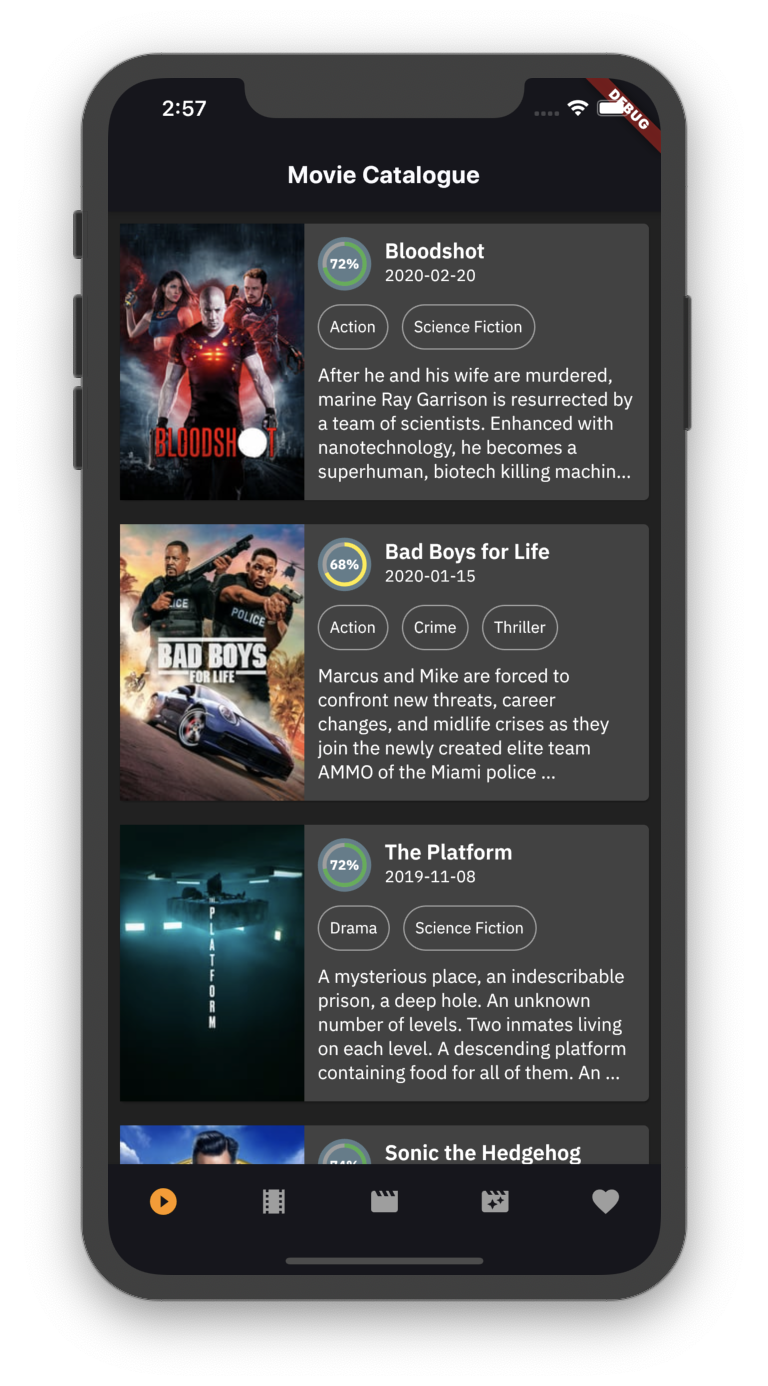 2:57
DEBUG
Movie Catalogue
BLOODSH T
72%
Bloodshot
2020-02-20
Action
Science Fiction
After he and his wife are murdered,
marine Ray Garrison is resurrected by
a team of scientists. Enhanced with
nanotechnology, he becomes a
superhuman, biotech killing machin...
POLICE
BAD BOYS
FOR LIFE
68%
Bad Boys for Life
2020-01-15
Action
Crime
Thriller
Marcus and Mike are forced to
confront new threats, career
changes, and midlife crises as they
join the newly created elite team
AMMO of the Miami police ...
PLATFORM
72%
The Platform
2019-11-08
Drama
Science Fiction
A mysterious place, an indescribable
prison, a deep hole. An unknown
number of levels. Two inmates living
on each level. A descending platform
containing food for all of them. An ...
74%
Sonic the Hedgehog